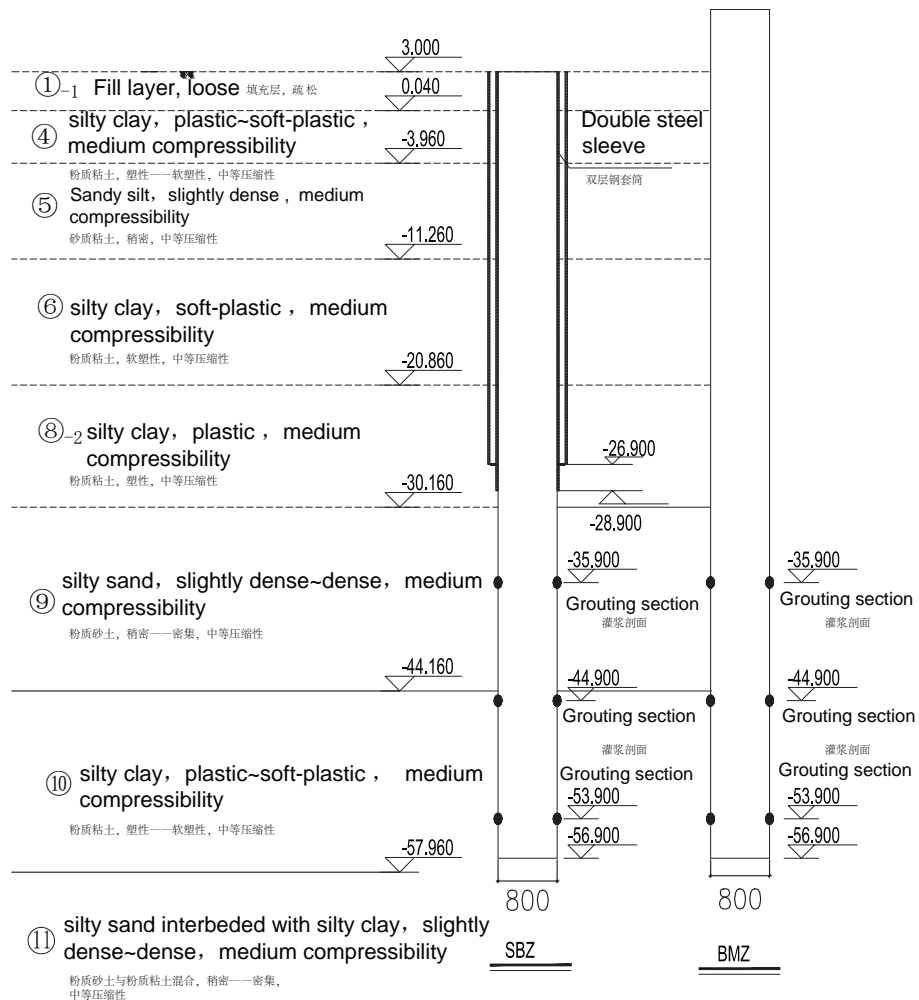 3.000
①-1 Fill layer, loose 填充层，疏松
0.040
④ silty clay，plastic~soft-plastic，
medium compressibility
-3.960
粉质粘土，塑性——软塑性，中等压缩性
Double steel
sleeve
双层钢套筒
⑤ Sandy silt，slightly dense，medium
compressibility
砂质粘土，稍密，中等压缩性
-11.260
⑥ silty clay，soft-plastic，medium
compressibility
粉质粘土，软塑性，中等压缩性
-20.860
⑧-2 silty clay，plastic，medium
compressibility
粉质粘土，塑性，中等压缩性
-26.900
-30.160
-28.900
-35.900
-35.900
⑨ silty sand，slightly dense~dense，medium
compressibility
粉质砂土，稍密——密集，中等压缩性
Grouting section
灌浆剖面
Grouting section
灌浆剖面
-44.160
-44.900
-44.900
Grouting section
灌浆剖面
Grouting section
灌浆剖面
⑩ silty clay，plastic~soft-plastic， medium
compressibility
粉质粘土，塑性——软塑性，中等压缩性
Grouting section
Grouting section
-53.900
-53.900
-57.960
-56.900
-56.900
800
800
⑪ silty sand interbeded with silty clay，slightly
dense~dense，medium compressibility
粉质砂土与粉质粘土混合，稍密——密集，
中等压缩性
SBZ
BMZ